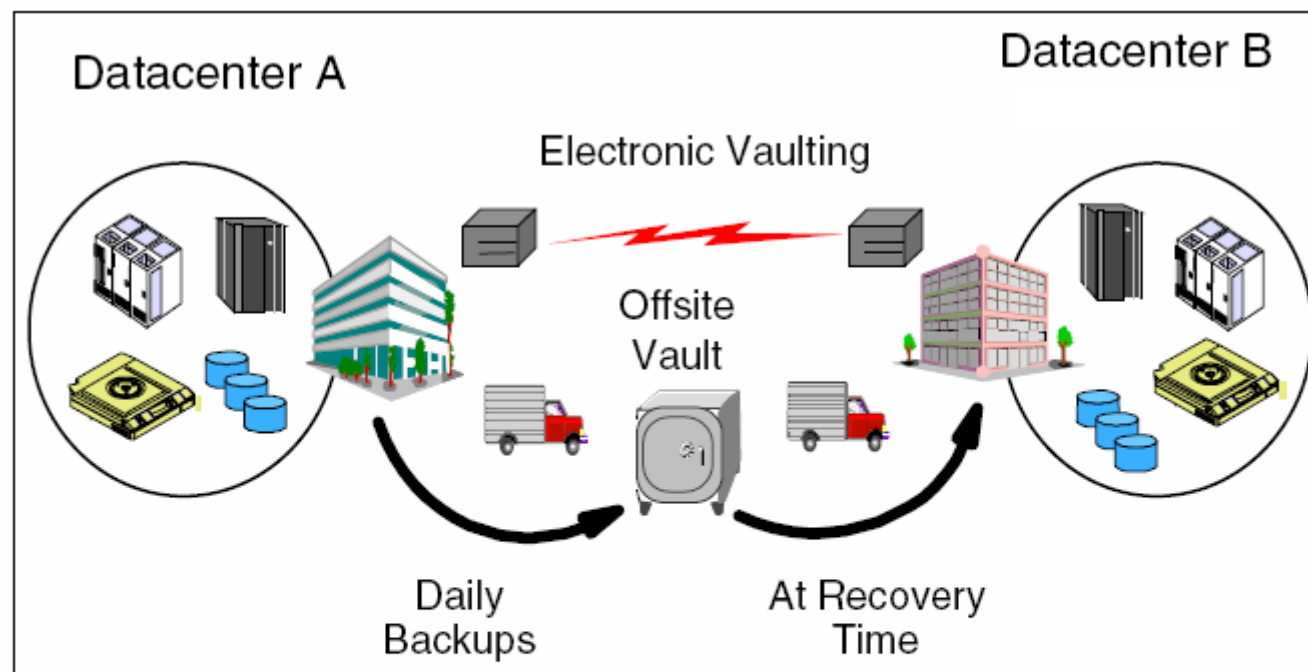 Datacenter A
Datacenter B
Electronic Vaulting
Offsite
Vault
Daily
Backups
At Recovery
Time